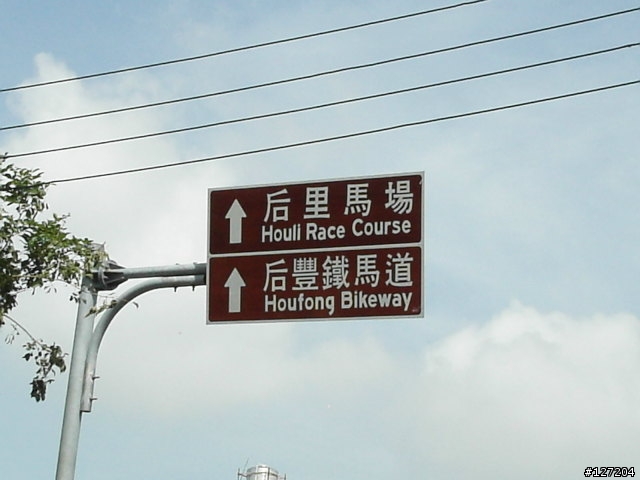 后里馬場
Houli Race Course
后豐鐵馬道
Houfong Bikeway
#127204